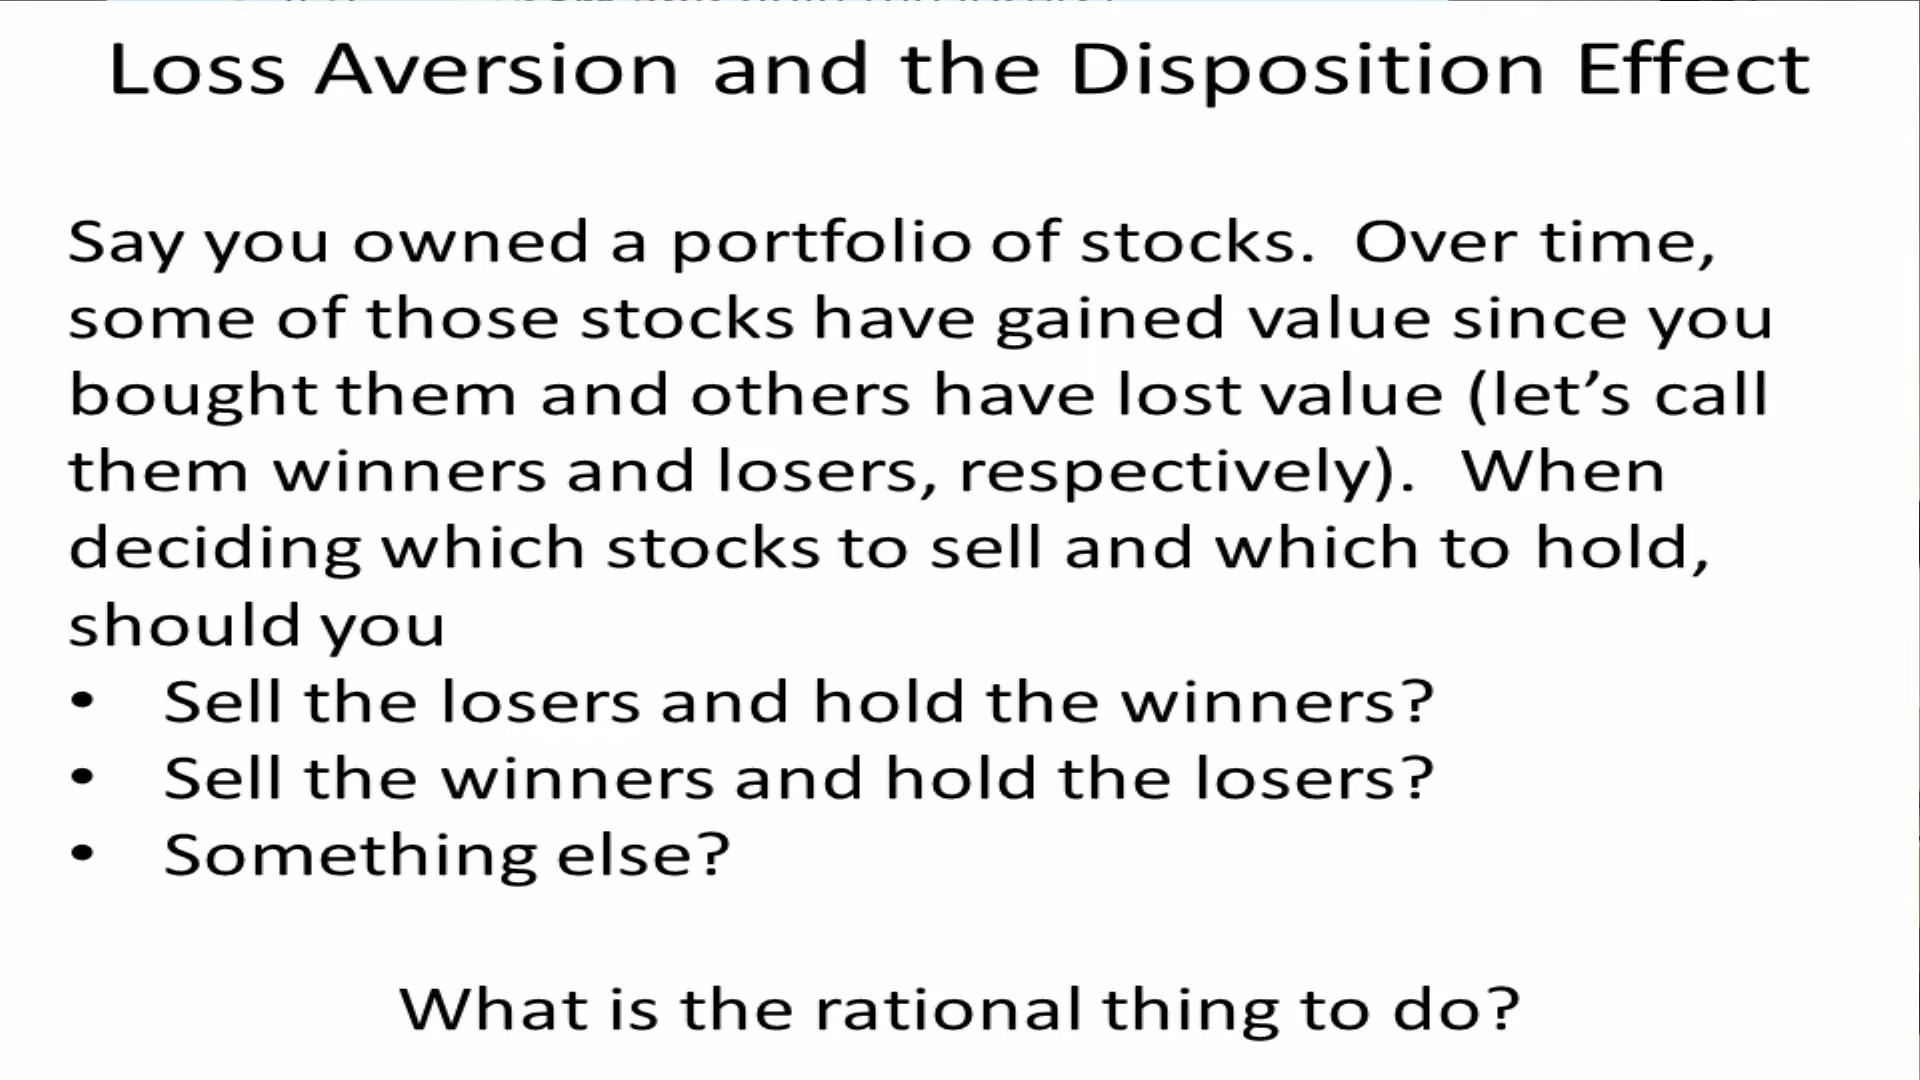 Loss Aversion and the Disposition Effect
Say you owned a portfolio of stocks. Over time,
some of those stocks have gained value since you
bought them and others have lost value (let’s call
them winners and losers, respectively). When
deciding which stocks to sell and which to hold,
should you
• Sell the losers and hold the winners?
• Sell the winners and hold the losers?
• Something else?
What is the rational thing to do?